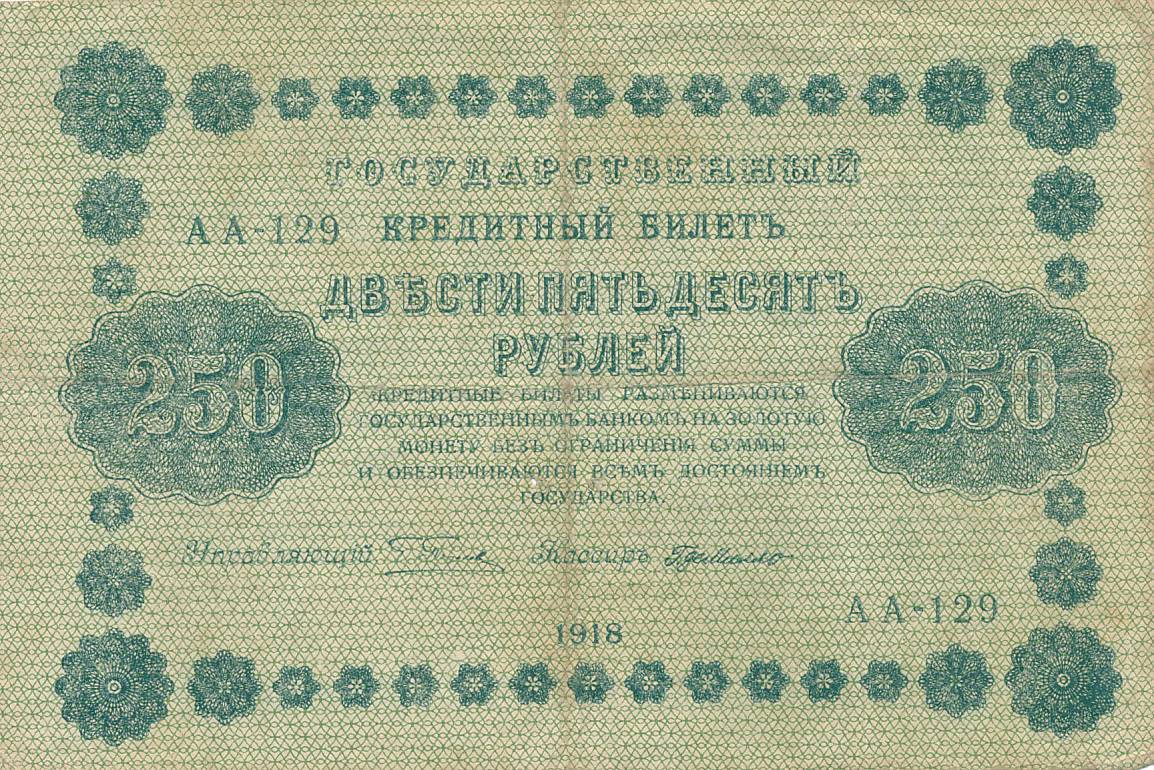 ГОСУДАРСТВЕННЫЙ
АА-129 КРЕДИТНЫЙ БИЛЕТЪ
ДВѢСТИ ПЯТЬДЕСЯТЪ
РУБЛЕЙ
250
250
КРЕДИТНЫЕ БИЛЕТЫ РАЗМѢНИВАЮТСЯ
ГОСУДАРСТВЕННЫМЪ БАНКОМЪ НА ЗОЛОТУЮ
МОНЕТУ БЕЗЪ ОГРАНИЧЕНІЯ СУММЫ
И ОБЕЗПЕЧИВАЮТСЯ ВСѢМЪ ДОСТОЯНІЕМЪ
ГОСУДАРСТВА.
Управляющій Кассиръ
АА-129
1918